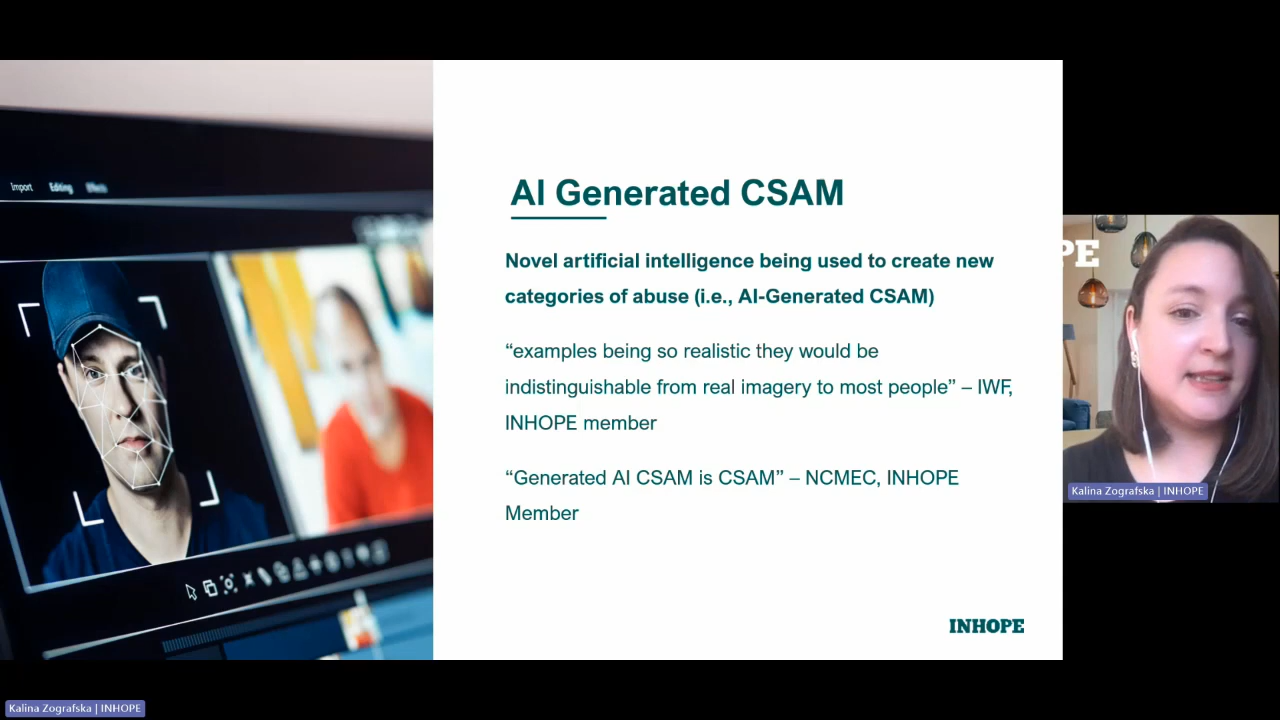 Import Editing Effects
AI Generated CSAM
Novel artificial intelligence being used to create new
categories of abuse (i.e., AI-Generated CSAM)
“examples being so realistic they would be
indistinguishable from real imagery to most people” – IWF,
INHOPE member
“Generated AI CSAM is CSAM” – NCMEC, INHOPE
Member
INHOPE
PE
Kalina Zografska | INHOPE
Kalina Zografska | INHOPE